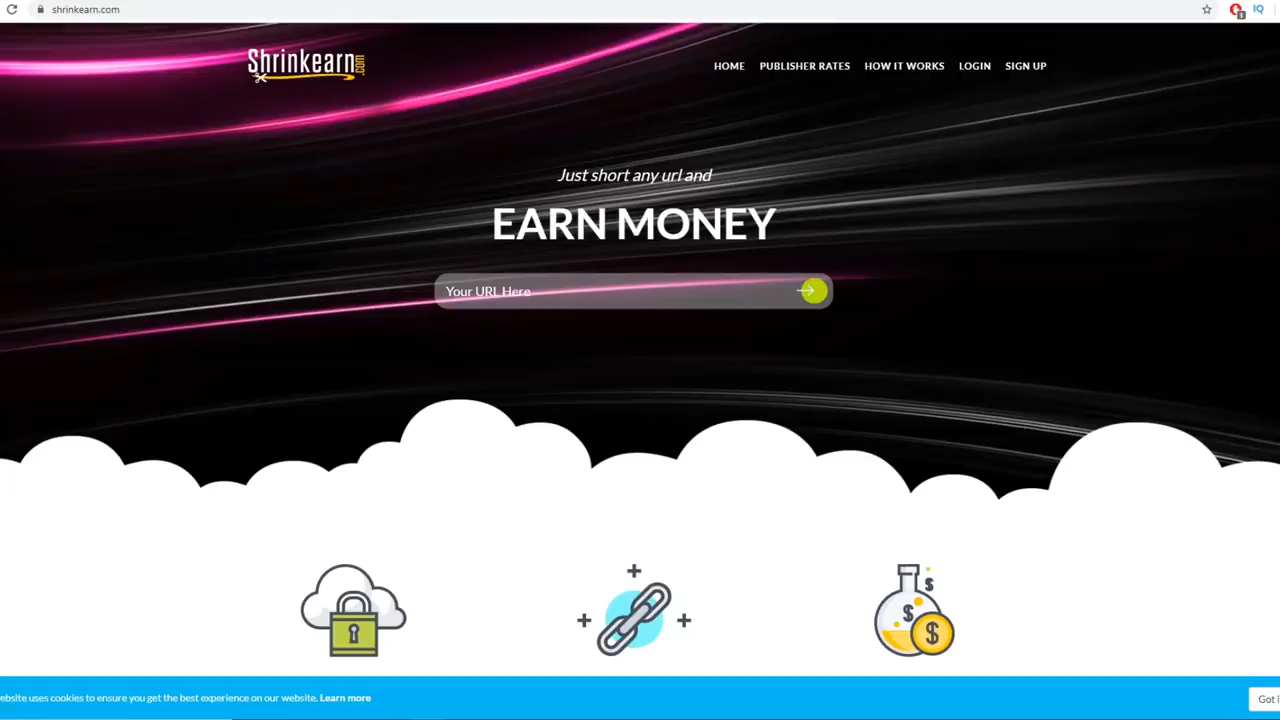 shrinkearn.com
3
IQ
Shrinkearn.com
HOME
PUBLISHER RATES
HOW IT WORKS
LOGIN
SIGN UP
Just short any url and
EARN MONEY
Your URL Here
$
$
$
ebsite uses cookies to ensure you get the best experience on our website. Learn more
Got i